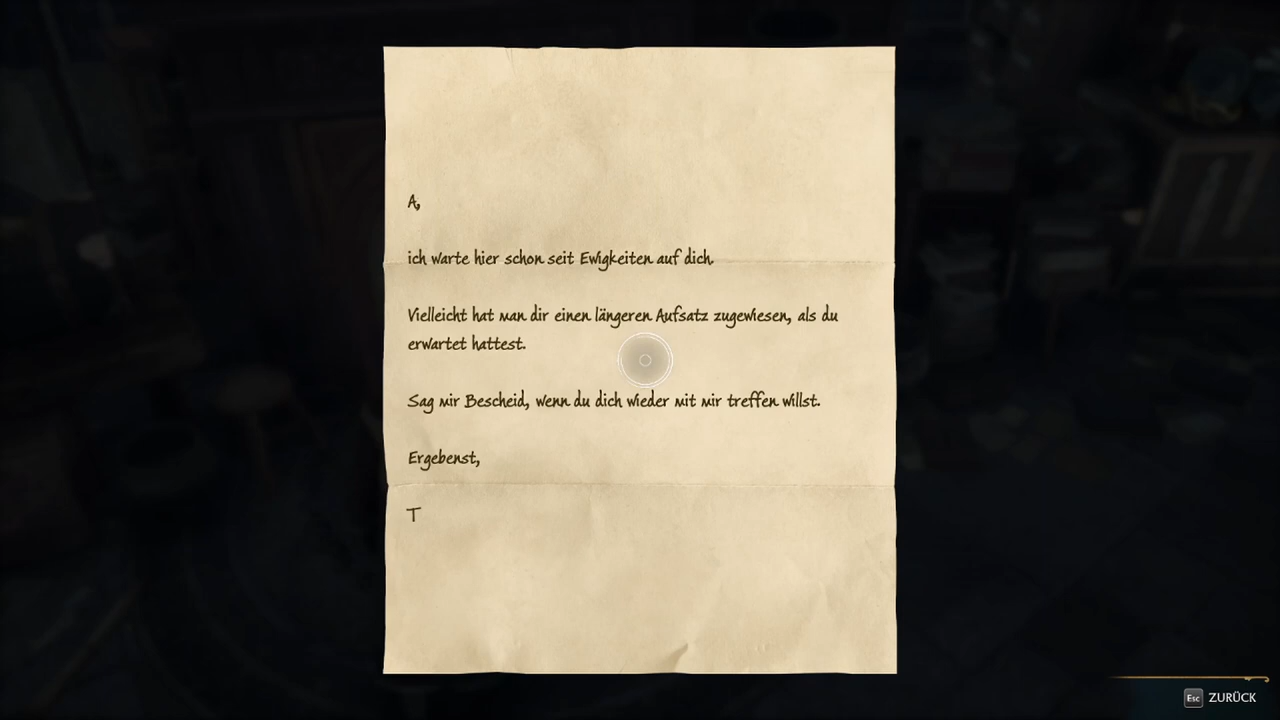 A,
ich warte hier schon seit Ewigkeiten auf dich.
Vielleicht hat man dir einen längeren Aufsatz zugewiesen, als du
erwartet hattest.
Sag mir Bescheid, wenn du dich wieder mit mir treffen willst.
Ergebenst,
T
Esc ZURÜCK